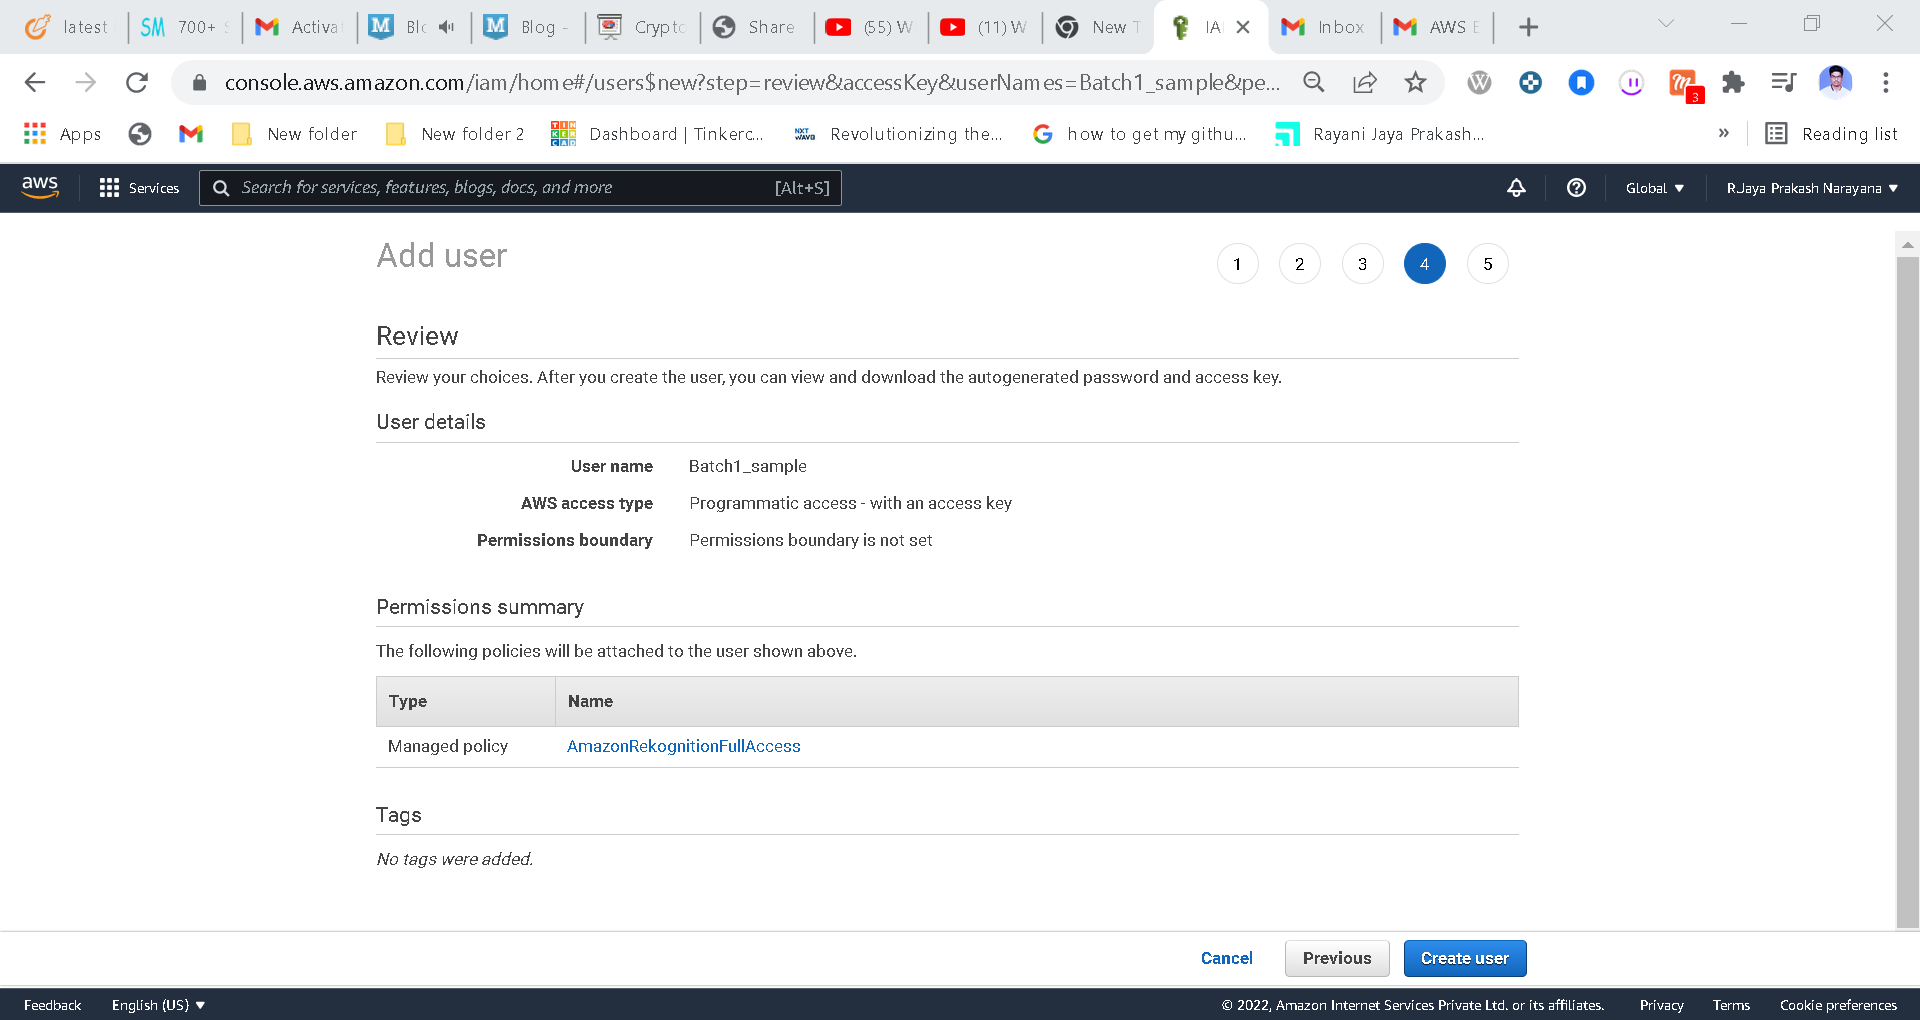 latest
700+
Activa
Blo
Blog -
Crypto
Share
(55) W
(11) W
New T
IA
Inbox
AWS E
console.aws.amazon.com/iam/home#/users$new?step=review&accessKey&userNames=Batch1_sample&pe...
3
Apps
New folder
New folder 2
Dashboard | Tinkerc...
Revolutionizing the...
how to get my githu...
Rayani Jaya Prakash...
»
Reading list
aws
Services
Search for services, features, blogs, docs, and more
[Alt+S]
Global
R.Jaya Prakash Narayana
Add user
1
2
3
4
5
Review
Review your choices. After you create the user, you can view and download the autogenerated password and access key.
User details
User name Batch1_sample
AWS access type Programmatic access - with an access key
Permissions boundary Permissions boundary is not set
Permissions summary
The following policies will be attached to the user shown above.
Type Name
Managed policy AmazonRekognitionFullAccess
Tags
No tags were added.
Cancel
Previous
Create user
Feedback
English (US)
© 2022, Amazon Internet Services Private Ltd. or its affiliates.
Privacy
Terms
Cookie preferences